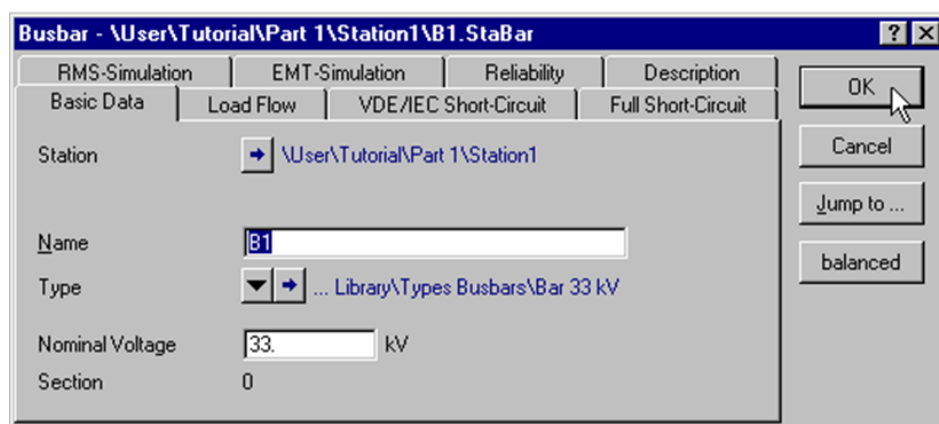 Busbar - \User\Tutorial\Part 1\Station1\B1.StaBar
RMS-Simulation EMT-Simulation Reliability Description
Basic Data Load Flow VDE/IEC Short-Circuit Full Short-Circuit
OK
Station \User\Tutorial\Part 1\Station1
Cancel
Jump to ...
Name B1
balanced
Type ... Library\Types Busbars\Bar 33 kV
Nominal Voltage 33. kV
Section 0